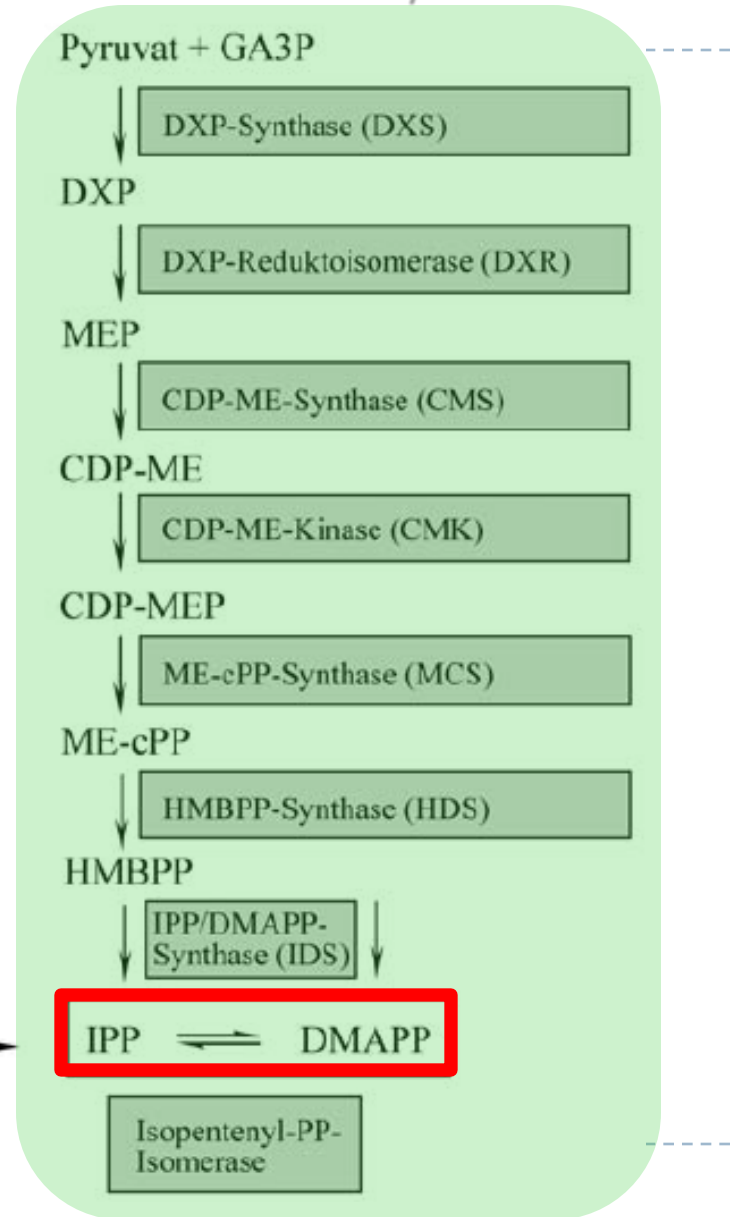 Pyruvat + GA3P
DXP-Synthase (DXS)
DXP
DXP-Reduktoisomerase (DXR)
MEP
CDP-ME-Synthase (CMS)
CDP-ME
CDP-ME-Kinase (CMK)
CDP-MEP
ME-cPP-Synthase (MCS)
ME-cPP
HMBPP-Synthase (HDS)
HMBPP
IPP/DMAPP-
Synthase (IDS)
IPP DMAPP
Isopentenyl-PP-
Isomerase